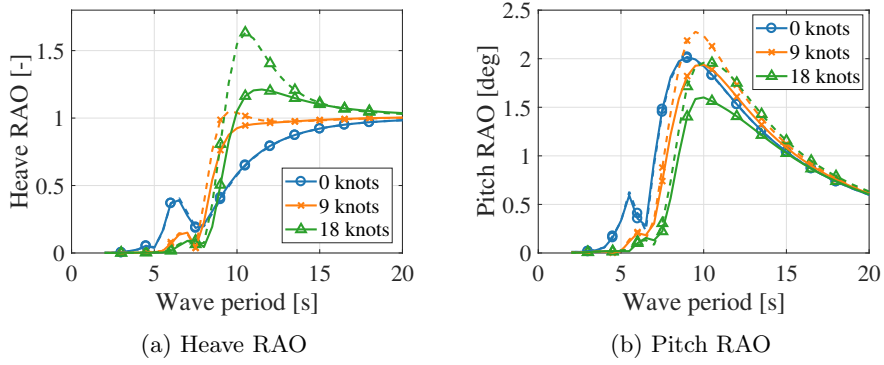 Heave RAO [-]
1.5
1
0.5
0
0 knots
9 knots
18 knots
0 5 10 15 20
Wave period [s]
(a) Heave RAO
Pitch RAO [deg]
2.5
2
1.5
1
0.5
0
0 knots
9 knots
18 knots
0 5 10 15 20
Wave period [s]
(b) Pitch RAO